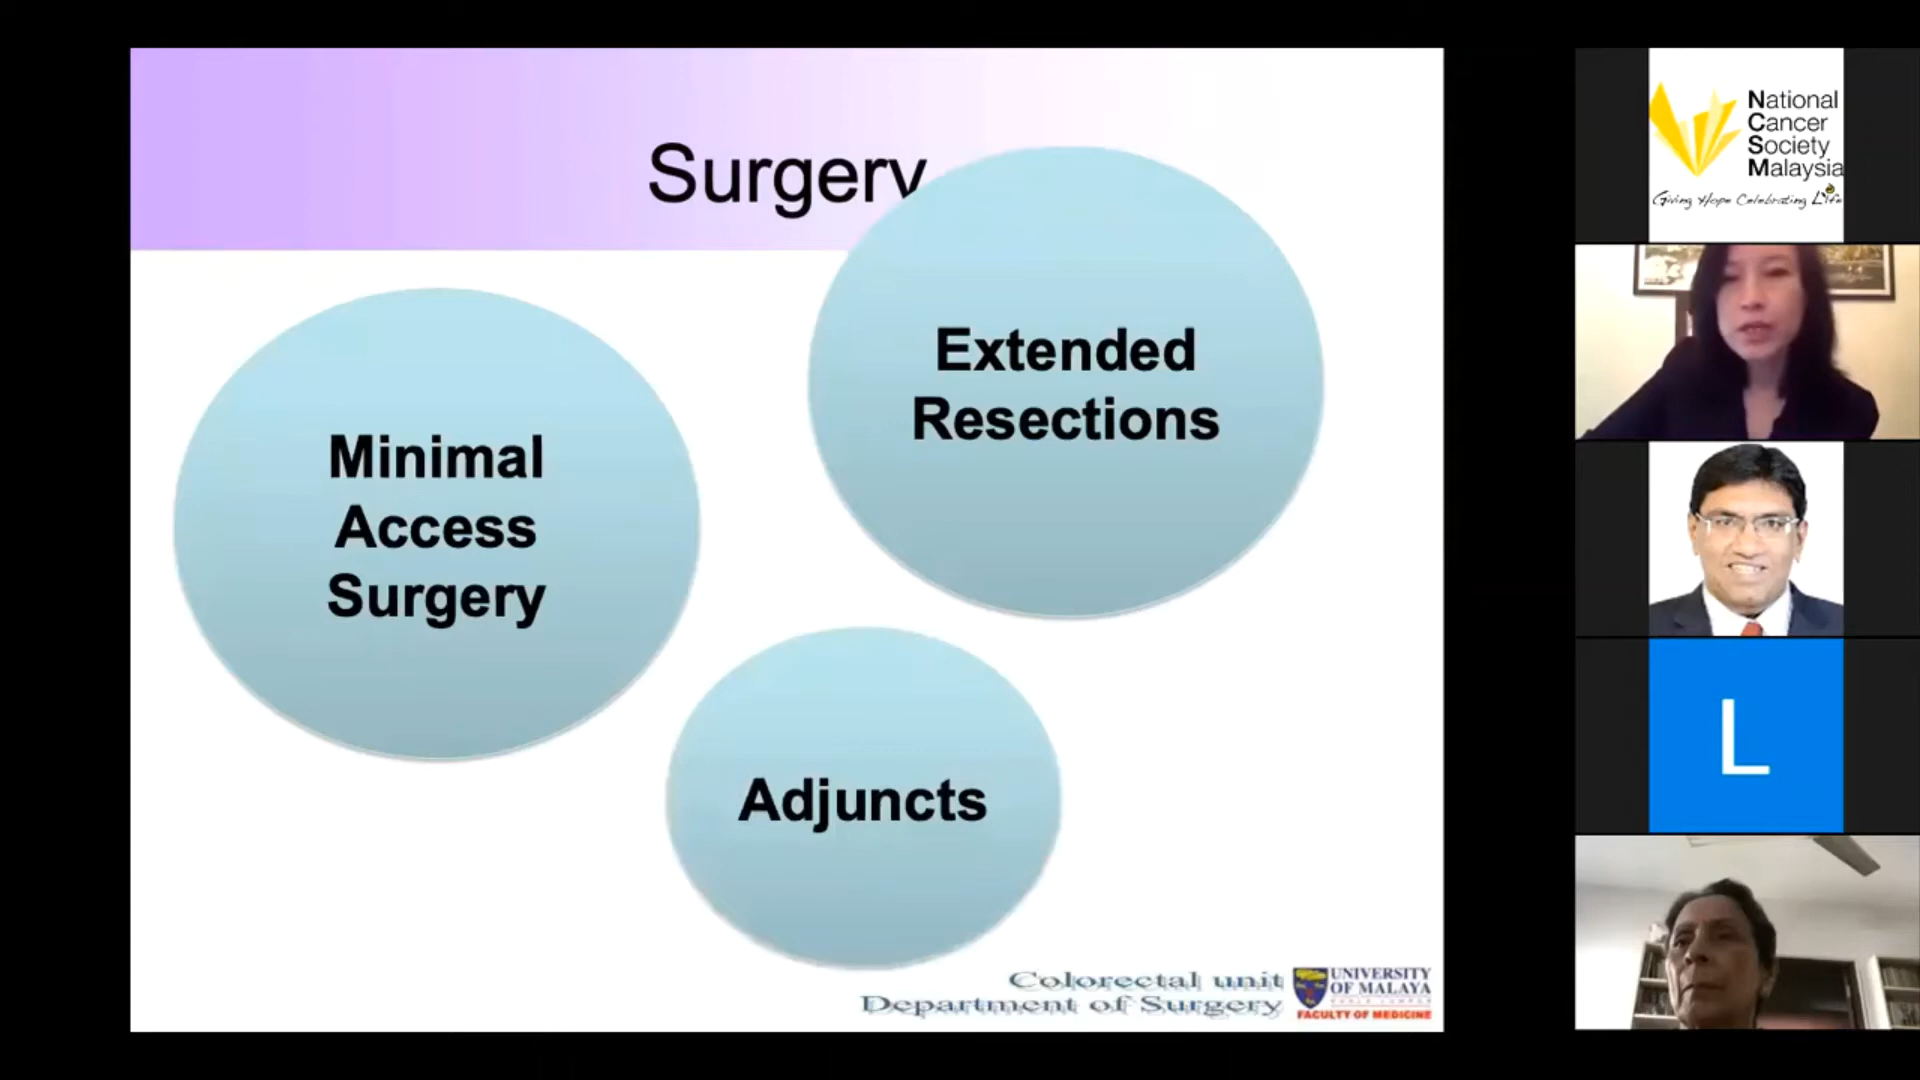 Surgery
Extended
Resections
Minimal
Access
Surgery
Adjuncts
Colorectal unit
Department of Surgery
UNIVERSITY
OF MALAYA
FACULTY OF MEDICINE
National
Cancer
Society
Malaysia
Giving Hope Celebrating Life
L